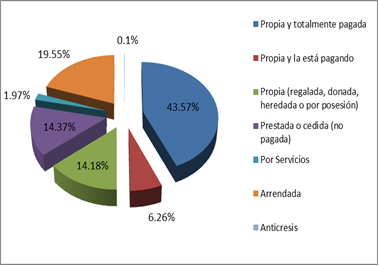 0.1%
19.55%
1.97%
43.57%
14.37%
14.18%
6.26%
Propia y totalmente pagada
Propia y la está pagando
Propia (regalada, donada,
heredada o por posesión)
Prestada o cedida (no
pagada)
Por Servicios
Arrendada
Anticresis